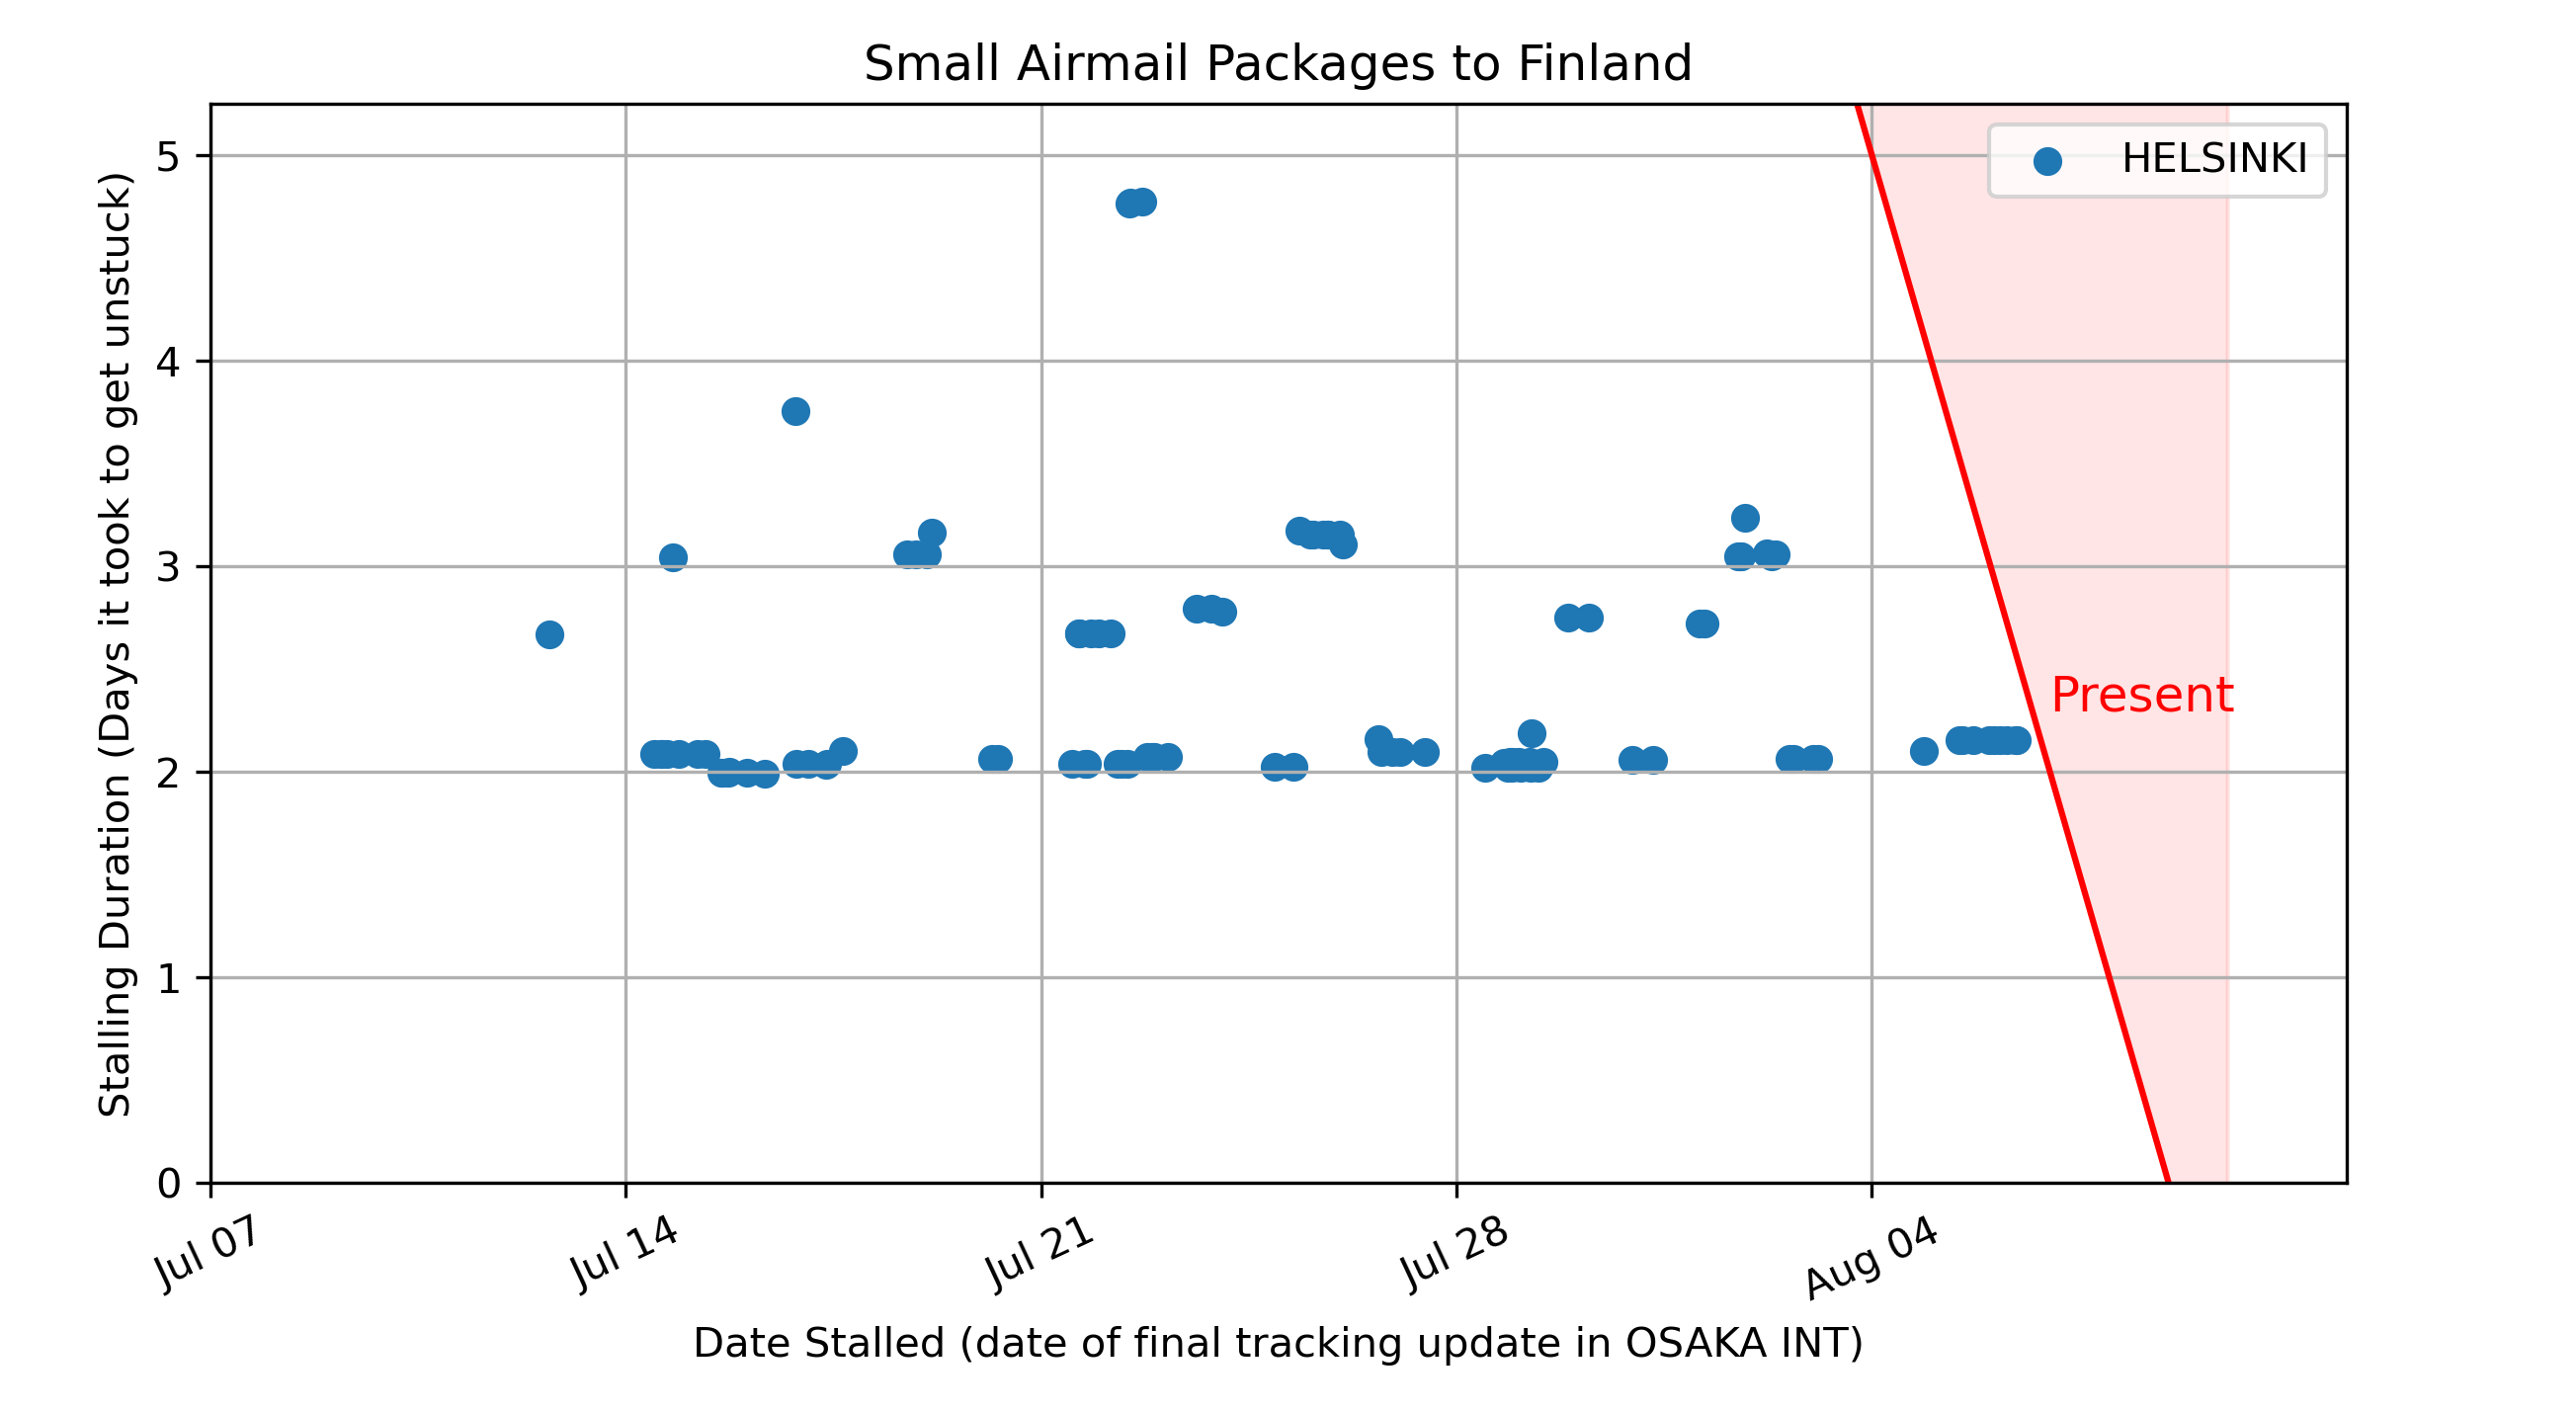 Small Airmail Packages to Finland
HELSINKI
Present
Stalling Duration (Days it took to get unstuck)
5
4
3
2
1
0
Jul 07
Jul 14
Jul 21
Jul 28
Aug 04
Date Stalled (date of final tracking update in OSAKA INT)